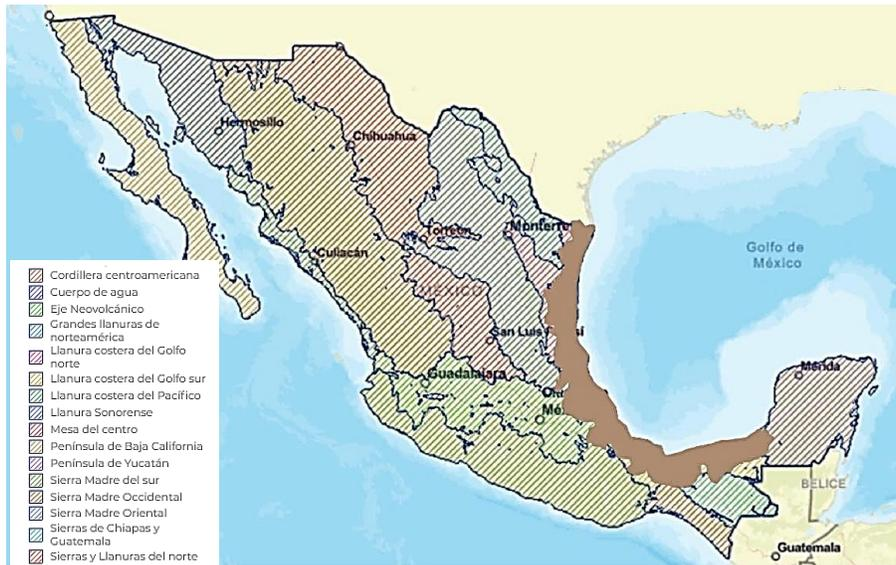 Hermosillo
Chihuahua
Monterre
Torreón
Culiacán
Golfo de
México
MÉXICO
San Luis
sí
Guadalajara
Mé
Mérida
BELICE
Guatemala
Cordillera centroamericana
Cuerpo de agua
Eje Neovolcánico
Grandes llanuras de
norteamérica
Llanura costera del Golfo
norte
Llanura costera del Golfo sur
Llanura costera del Pacífico
Llanura Sonorense
Mesa del centro
Península de Baja California
Península de Yucatán
Sierra Madre del sur
Sierra Madre Occidental
Sierra Madre Oriental
Sierras de Chiapas y
Guatemala
Sierras y Llanuras del norte